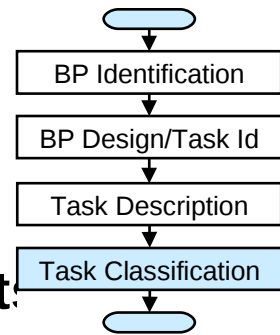 BP Identification
BP Design/Task Id
Task Description
Task Classification